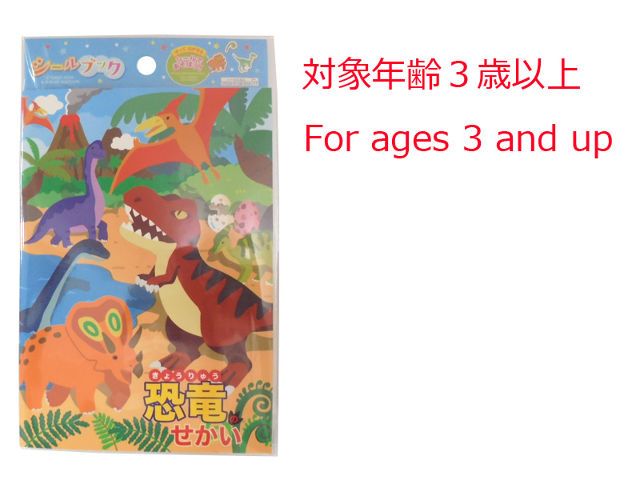 シールブック
対象年齢３歳以上
For ages 3 and up
きょうりゅう
恐竜の
せかい